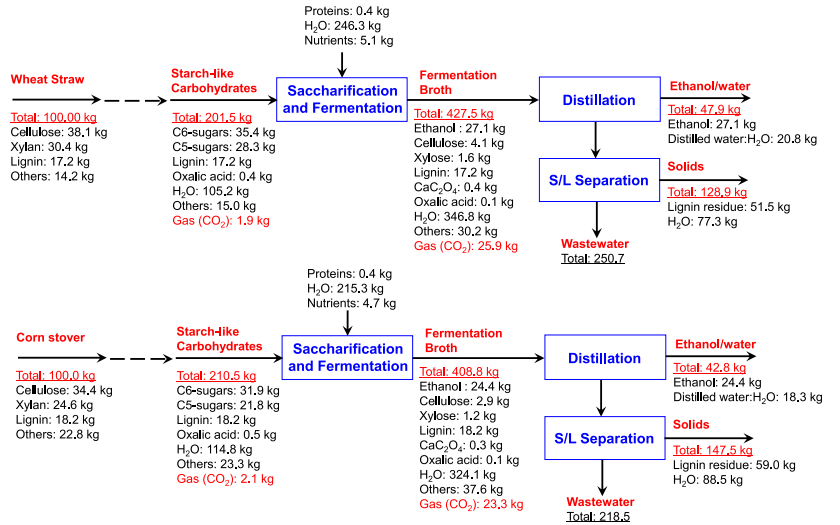 Proteins: 0.4 kg
H₂O: 246.3 kg
Nutrients: 5.1 kg
Wheat Straw
Total: 100.00 kg
Cellulose: 38.1 kg
Xylan: 30.4 kg
Lignin: 17.2 kg
Others: 14.2 kg
Starch-like
Carbohydrates
Total: 201.5 kg
C6-sugars: 35.4 kg
C5-sugars: 28.3 kg
Lignin: 17.2 kg
Oxalic acid: 0.4 kg
H₂O: 105.2 kg
Others: 15.0 kg
Gas (CO₂): 1.9 kg
Saccharification
and Fermentation
Fermentation
Broth
Total: 427.5 kg
Ethanol : 27.1 kg
Cellulose: 4.1 kg
Xylose: 1.6 kg
Lignin: 17.2 kg
CaC₂O₄: 0.4 kg
Oxalic acid: 0.1 kg
H₂O: 346.8 kg
Others: 30.2 kg
Gas (CO₂): 25.9 kg
Distillation
Ethanol/water
Total: 47.9 kg
Ethanol: 27.1 kg
Distilled water:H₂O: 20.8 kg
S/L Separation
Solids
Total: 128.9 kg
Lignin residue: 51.5 kg
H₂O: 77.3 kg
Wastewater
Total: 250.7
Proteins: 0.4 kg
H₂O: 215.3 kg
Nutrients: 4.7 kg
Corn stover
Total: 100.0 kg
Cellulose: 34.4 kg
Xylan: 24.6 kg
Lignin: 18.2 kg
Others: 22.8 kg
Starch-like
Carbohydrates
Total: 210.5 kg
C6-sugars: 31.9 kg
C5-sugars: 21.8 kg
Lignin: 18.2 kg
Oxalic acid: 0.5 kg
H₂O: 114.8 kg
Others: 23.3 kg
Gas (CO₂): 2.1 kg
Saccharification
and Fermentation
Fermentation
Broth
Total: 408.8 kg
Ethanol : 24.4 kg
Cellulose: 2.9 kg
Xylose: 1.2 kg
Lignin: 18.2 kg
CaC₂O₄: 0.3 kg
Oxalic acid: 0.1 kg
H₂O: 324.1 kg
Others: 37.6 kg
Gas (CO₂): 23.3 kg
Distillation
Ethanol/water
Total: 42.8 kg
Ethanol: 24.4 kg
Distilled water:H₂O: 18.3 kg
S/L Separation
Solids
Total: 147.5 kg
Lignin residue: 59.0 kg
H₂O: 88.5 kg
Wastewater
Total: 218.5